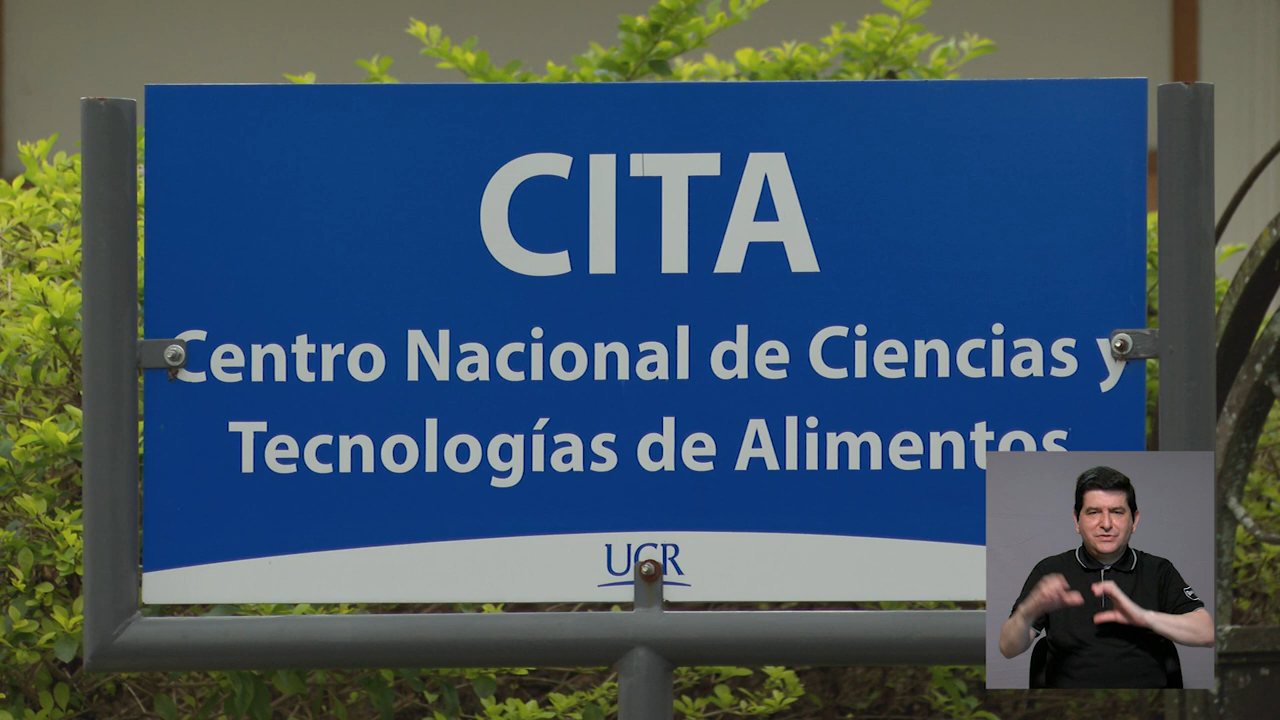 CITA
Centro Nacional de Ciencias y
Tecnologías de Alimentos
UCR